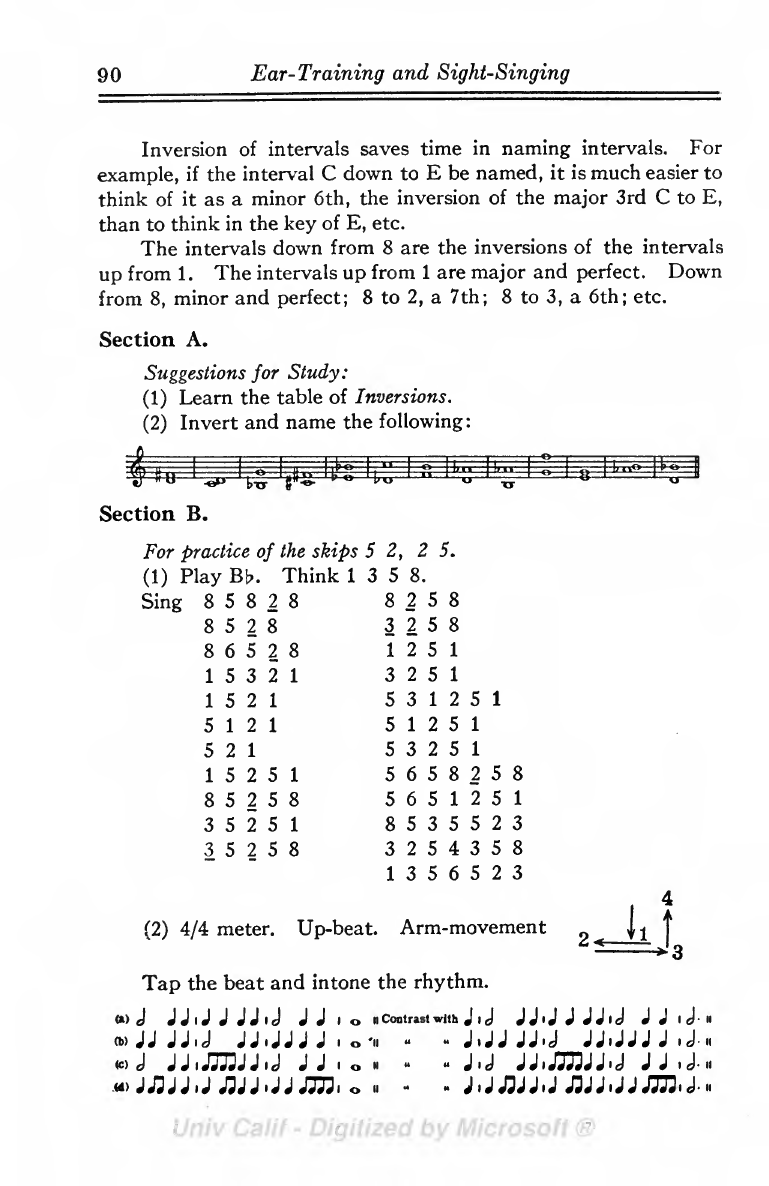 90 Ear-Training and Sight-Singing
Inversion of intervals saves time in naming intervals. For
example, if the interval C down to E be named, it is much easier to
think of it as a minor 6th, the inversion of the major 3rd C to E,
than to think in the key of E, etc.
The intervals down from 8 are the inversions of the intervals
up from 1. The intervals up from 1 are major and perfect. Down
from 8, minor and perfect; 8 to 2, a 7th; 8 to 3, a 6th; etc.
Section A.
Suggestions for Study:
(1) Learn the table of Inversions.
(2) Invert and name the following:
Section B.
For practice of the skips 5 2, 2 5.
(1) Play B♭. Think 1 3 5 8.
Sing 8 5 8 2 8 8 2 5 8
8 5 2 8 3 2 5 8
8 6 5 2 8 1 2 5 1
1 5 3 2 1 3 2 5 1
1 5 2 1 5 3 1 2 5 1
5 1 2 1 5 1 2 5 1
5 2 1 5 3 2 5 1
1 5 2 5 1 5 6 5 8 2 5 8
8 5 2 5 8 5 6 5 1 2 5 1
3 5 2 5 1 8 5 3 5 5 2 3
3 5 2 5 8 3 2 5 4 3 5 8
1 3 5 6 5 2 3
(2) 4/4 meter. Up-beat. Arm-movement 2 1 4 3
Tap the beat and intone the rhythm.
(a) Contrast with
(b) " "
(c) " "
(d) " "
Univ Calif - Digitized by Microsoft ®